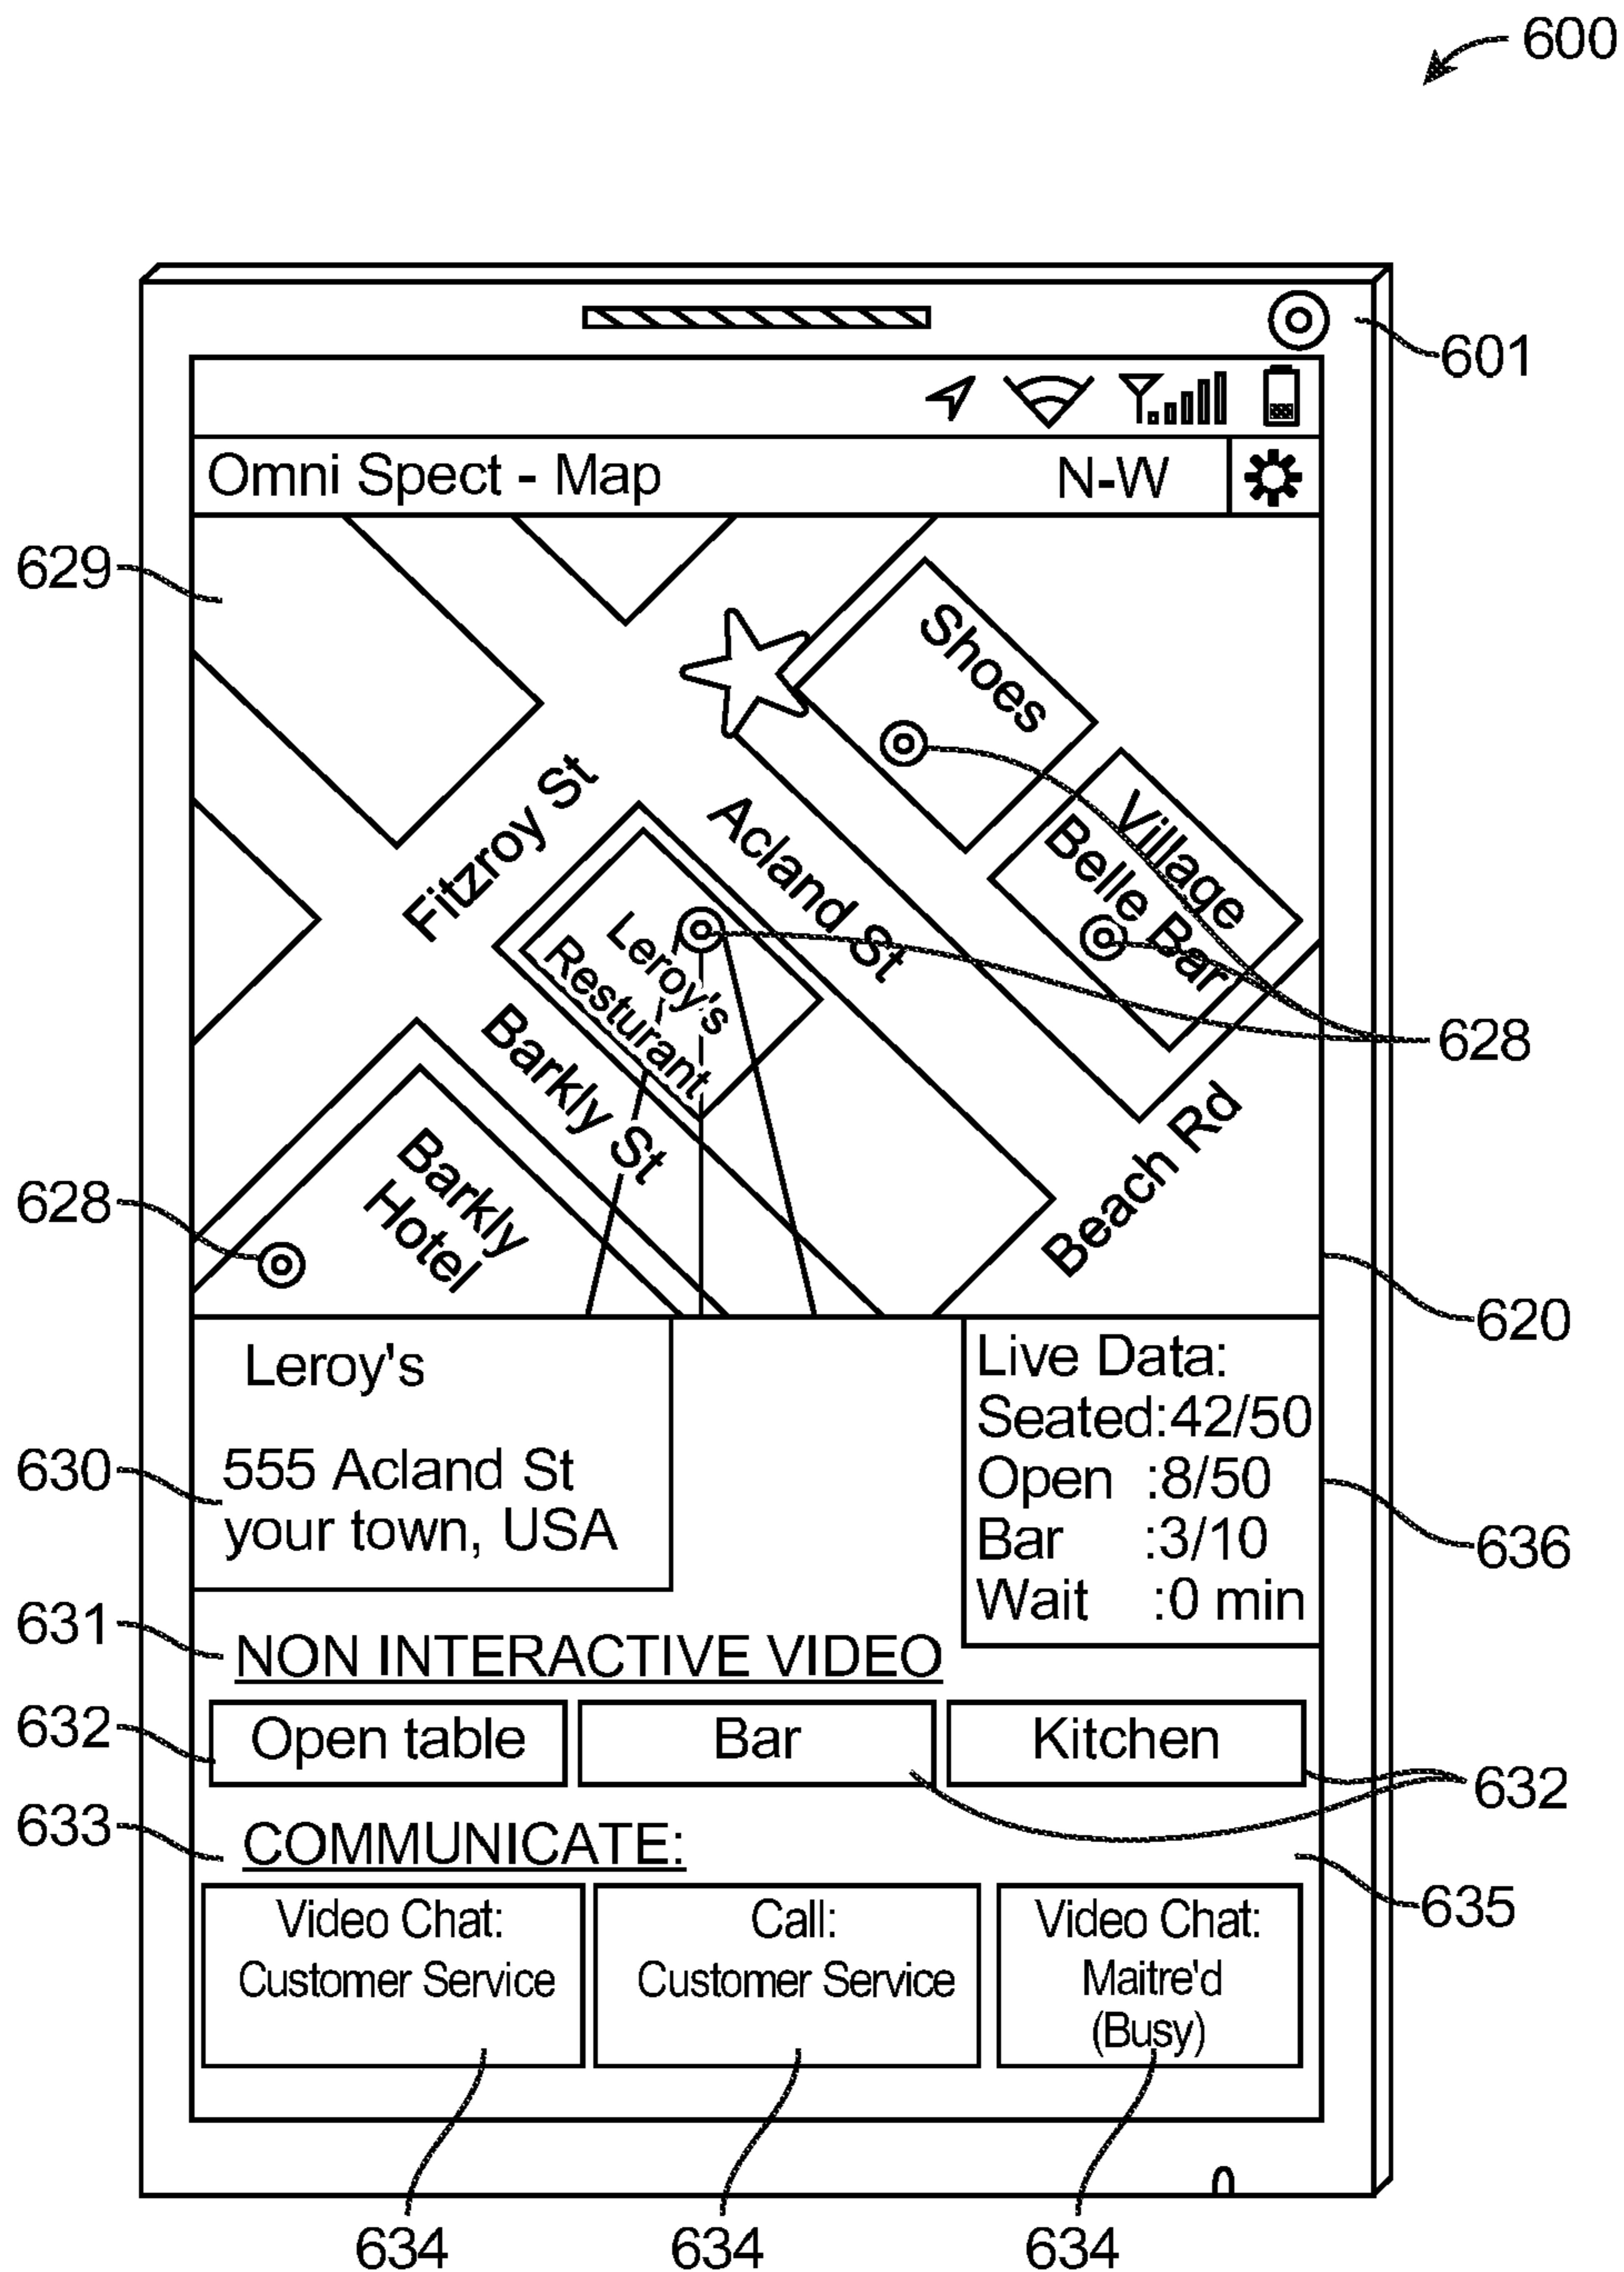 600
601
Omni Spect - Map
N-W
629
Shoes
Village
Belle Bar
Fitzroy St
Acland St
Leroy's
Resturant
Barkly St
628
Beach Rd
Barkly
Hotel
628
620
Leroy's
555 Acland St
your town, USA
630
Live Data:
Seated:42/50
Open :8/50
Bar :3/10
Wait :0 min
636
631
NON INTERACTIVE VIDEO
632
Open table
Bar
Kitchen
632
633
COMMUNICATE:
635
Video Chat:
Customer Service
Call:
Customer Service
Video Chat:
Maitre'd
(Busy)
634
634
634